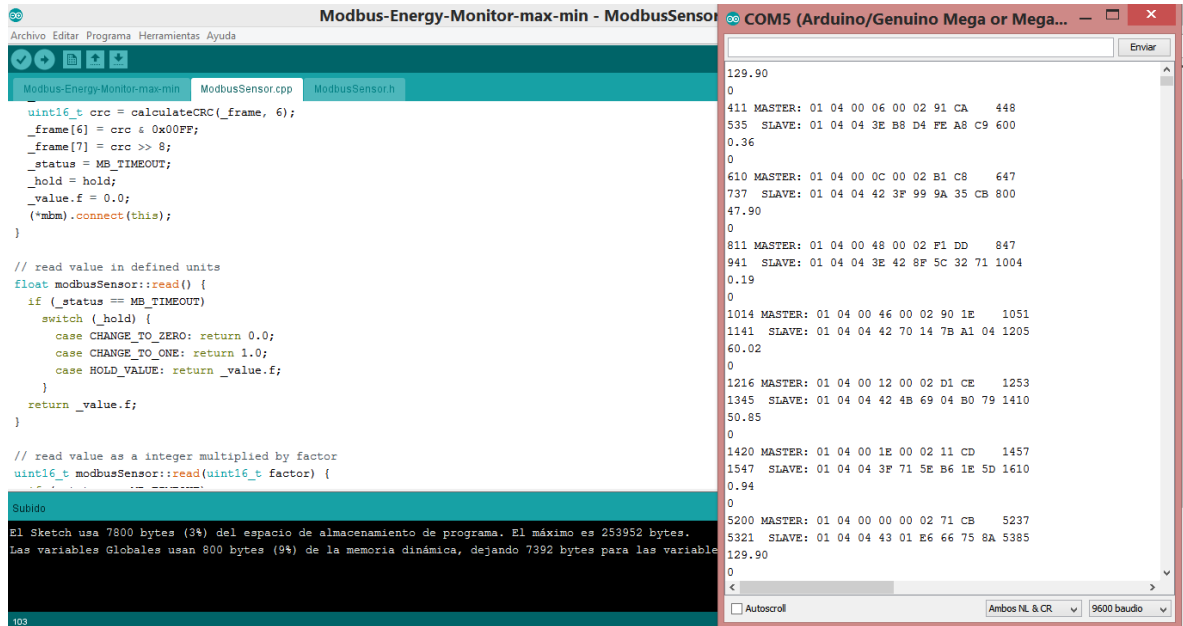 Modbus-Energy-Monitor-max-min - ModbusSensor
Archivo Editar Programa Herramientas Ayuda
Modbus-Energy-Monitor-max-min ModbusSensor.cpp ModbusSensor.h
uint16_t crc = calculateCRC(_frame, 6);
_frame[6] = crc & 0x00FF;
_frame[7] = crc >> 8;
_status = MB_TIMEOUT;
_hold = hold;
_value.f = 0.0;
(*mbm).connect(this);
}
// read value in defined units
float modbusSensor::read() {
if (_status == MB_TIMEOUT)
switch (_hold) {
case CHANGE_TO_ZERO: return 0.0;
case CHANGE_TO_ONE: return 1.0;
case HOLD_VALUE: return _value.f;
}
return _value.f;
}
// read value as a integer multiplied by factor
uint16_t modbusSensor::read(uint16_t factor) {
Subido
El Sketch usa 7800 bytes (3%) del espacio de almacenamiento de programa. El máximo es 253952 bytes.
Las variables Globales usan 800 bytes (9%) de la memoria dinámica, dejando 7392 bytes para las variable
103
COM5 (Arduino/Genuino Mega or Mega...
Enviar
129.90
0
411 MASTER: 01 04 00 06 00 02 91 CA 448
535 SLAVE: 01 04 04 3E B8 D4 FE A8 C9 600
0.36
0
610 MASTER: 01 04 00 0C 00 02 B1 C8 647
737 SLAVE: 01 04 04 42 3F 99 9A 35 CB 800
47.90
0
811 MASTER: 01 04 00 48 00 02 F1 DD 847
941 SLAVE: 01 04 04 3E 42 8F 5C 32 71 1004
0.19
0
1014 MASTER: 01 04 00 46 00 02 90 1E 1051
1141 SLAVE: 01 04 04 42 70 14 7B A1 04 1205
60.02
0
1216 MASTER: 01 04 00 12 00 02 D1 CE 1253
1345 SLAVE: 01 04 04 42 4B 69 04 B0 79 1410
50.85
0
1420 MASTER: 01 04 00 1E 00 02 11 CD 1457
1547 SLAVE: 01 04 04 3F 71 5E B6 1E 5D 1610
0.94
0
5200 MASTER: 01 04 00 00 00 02 71 CB 5237
5321 SLAVE: 01 04 04 43 01 E6 66 75 8A 5385
129.90
0
Autoscroll
Ambos NL & CR
9600 baudio